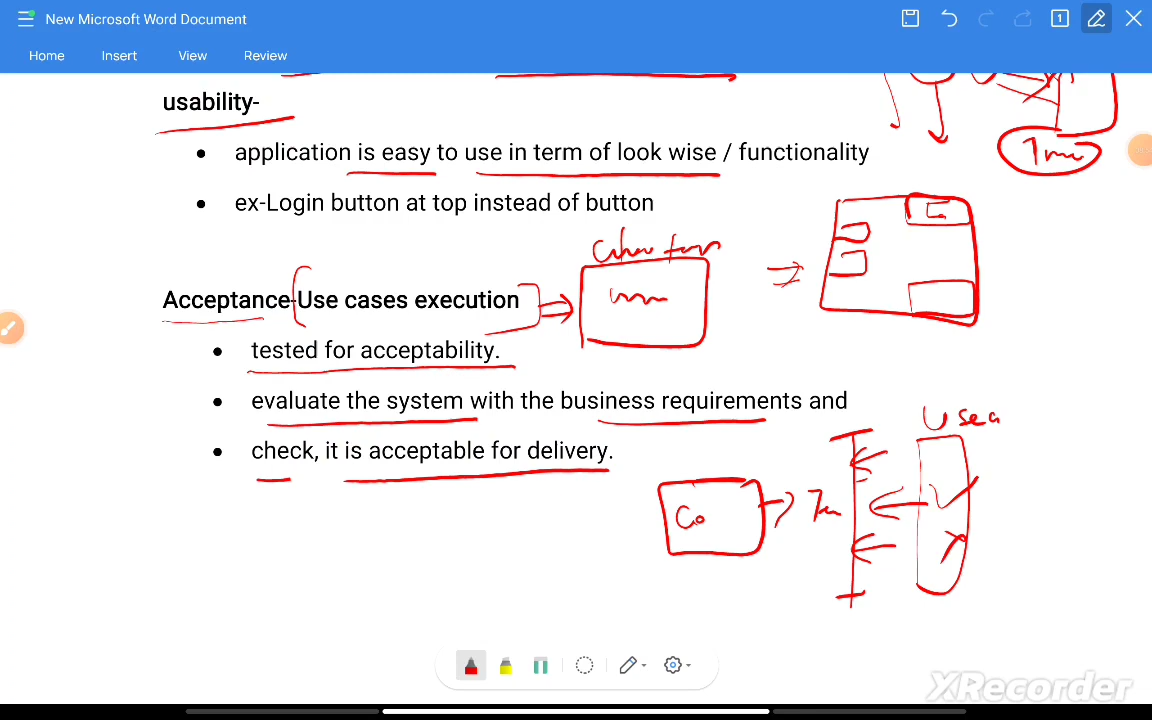 New Microsoft Word Document
1
Home Insert View Review
usability-
application is easy to use in term of look wise / functionality
ex-Login button at top instead of button
Acceptance-Use cases execution
tested for acceptability.
evaluate the system with the business requirements and
check, it is acceptable for delivery.
XRecorder